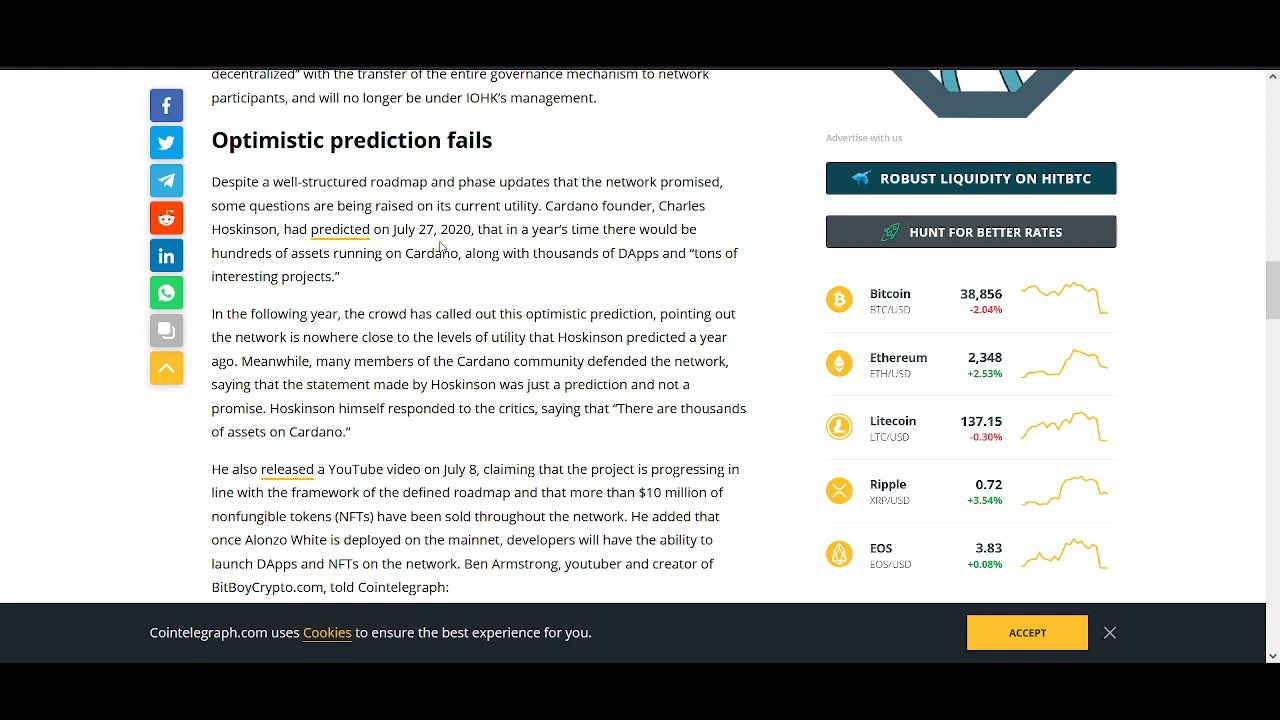 decentralized” with the transfer of the entire governance mechanism to network
participants, and will no longer be under IOHK’s management.
Optimistic prediction fails
Despite a well-structured roadmap and phase updates that the network promised,
some questions are being raised on its current utility. Cardano founder, Charles
Hoskinson, had predicted on July 27, 2020, that in a year’s time there would be
hundreds of assets running on Cardano, along with thousands of DApps and “tons of
interesting projects.”
In the following year, the crowd has called out this optimistic prediction, pointing out
the network is nowhere close to the levels of utility that Hoskinson predicted a year
ago. Meanwhile, many members of the Cardano community defended the network,
saying that the statement made by Hoskinson was just a prediction and not a
promise. Hoskinson himself responded to the critics, saying that “There are thousands
of assets on Cardano.”
He also released a YouTube video on July 8, claiming that the project is progressing in
line with the framework of the defined roadmap and that more than $10 million of
nonfungible tokens (NFTs) have been sold throughout the network. He added that
once Alonzo White is deployed on the mainnet, developers will have the ability to
launch DApps and NFTs on the network. Ben Armstrong, youtuber and creator of
BitBoyCrypto.com, told Cointelegraph:
Advertise with us
ROBUST LIQUIDITY ON HITBTC
HUNT FOR BETTER RATES
Bitcoin 38,856
BTC/USD -2.04%
Ethereum 2,348
ETH/USD +2.53%
Litecoin 137.15
LTC/USD -0.30%
Ripple 0.72
XRP/USD +3.54%
EOS 3.83
EOS/USD +0.08%
Cointelegraph.com uses Cookies to ensure the best experience for you.
ACCEPT